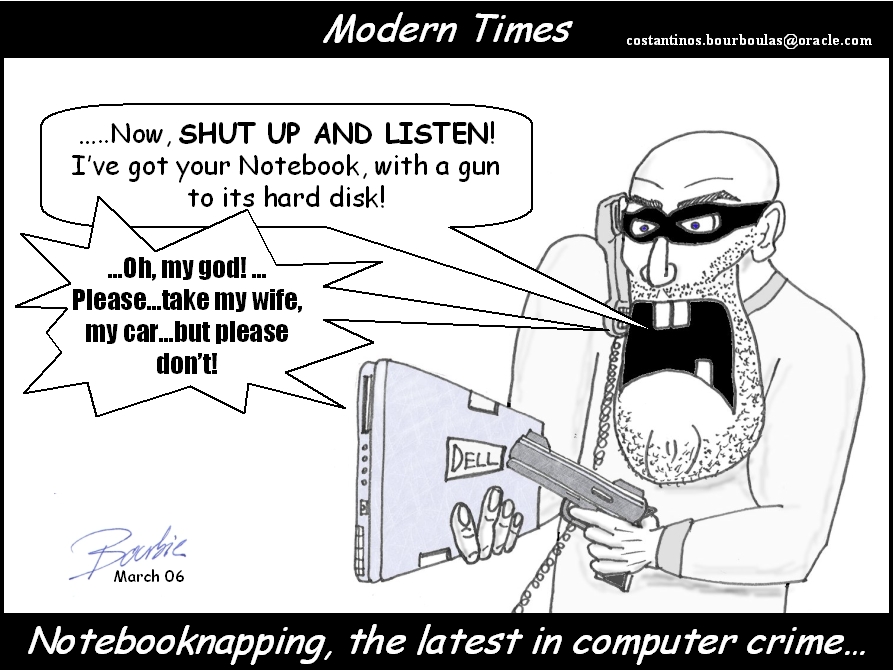 Modern Times
costantinos.bourboulas@oracle.com
.....Now, SHUT UP AND LISTEN!
I've got your Notebook, with a gun
to its hard disk!
...Oh, my god! ...
Please...take my wife,
my car...but please
don't!
DELL
Bourbie
March 06
Notebooknapping, the latest in computer crime...